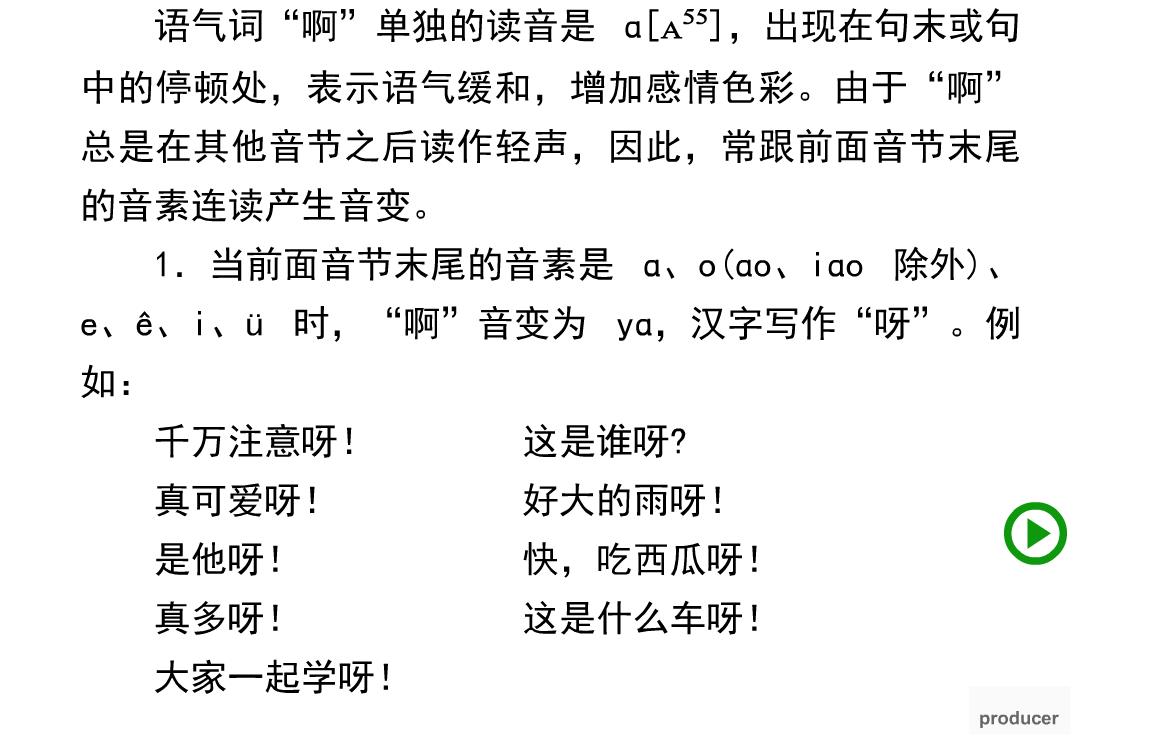 语气词“啊”单独的读音是 ɑ[ᴀ⁵⁵]，出现在句末或句
中的停顿处，表示语气缓和，增加感情色彩。由于“啊”
总是在其他音节之后读作轻声，因此，常跟前面音节末尾
的音素连读产生音变。
1．当前面音节末尾的音素是 ɑ、o(ɑo、iɑo 除外)、
e、ê、i、ü 时，“啊”音变为 yɑ，汉字写作“呀”。例
如：
千万注意呀！ 这是谁呀?
真可爱呀！ 好大的雨呀！
是他呀！ 快，吃西瓜呀！
真多呀！ 这是什么车呀！
大家一起学呀！
producer